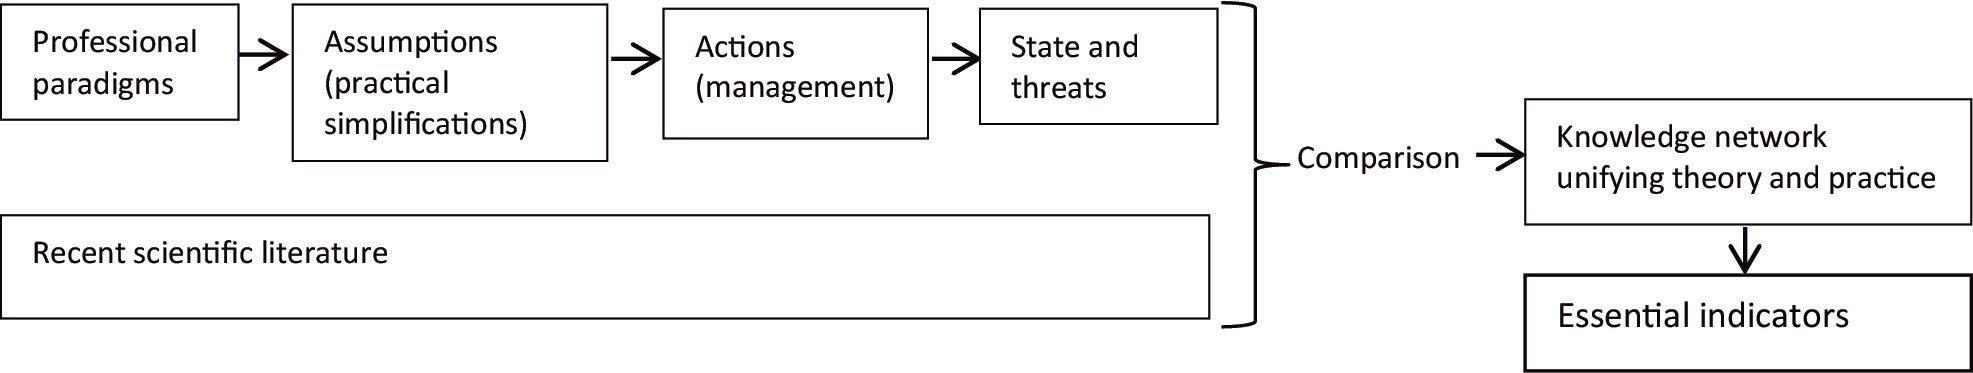 Professional
paradigms
Assumptions
(practical
simplifications)
Actions
(management)
State and
threats
Recent scientific literature
Comparison
Knowledge network
unifying theory and practice
Essential indicators